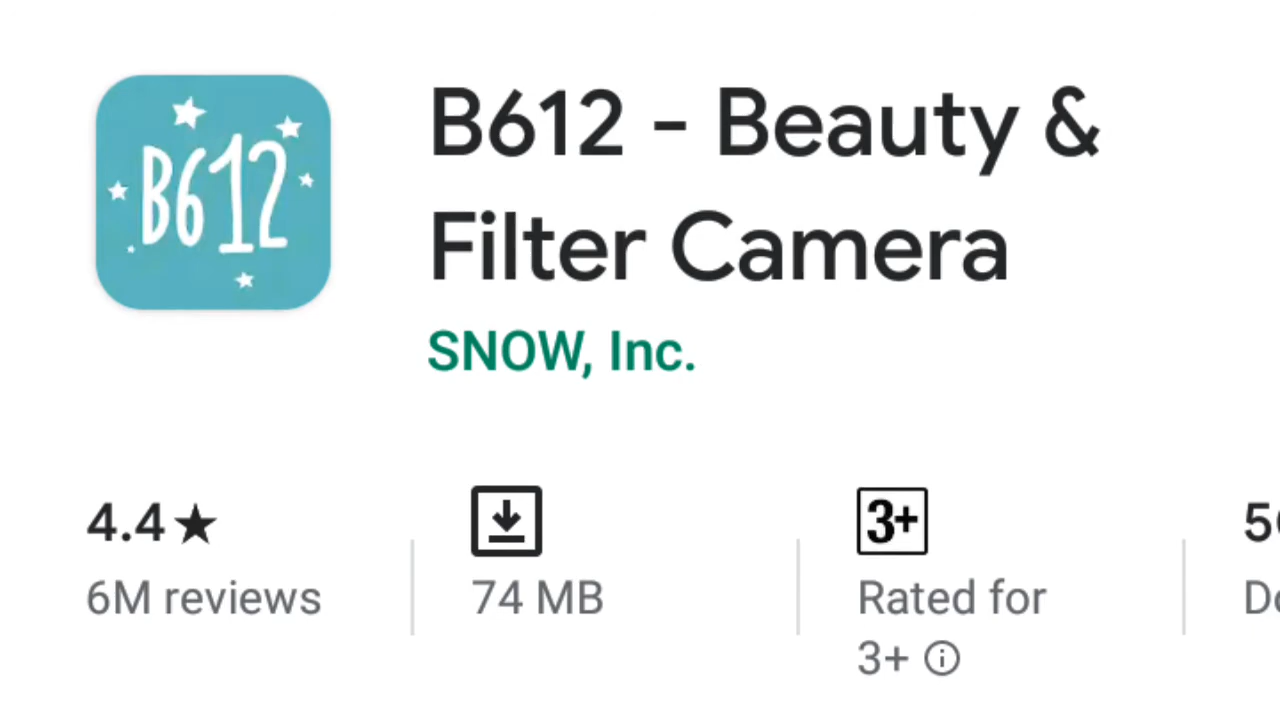 B612
B612 - Beauty &
Filter Camera
SNOW, Inc.
4.4★
6M reviews
74 MB
3+
Rated for
3+